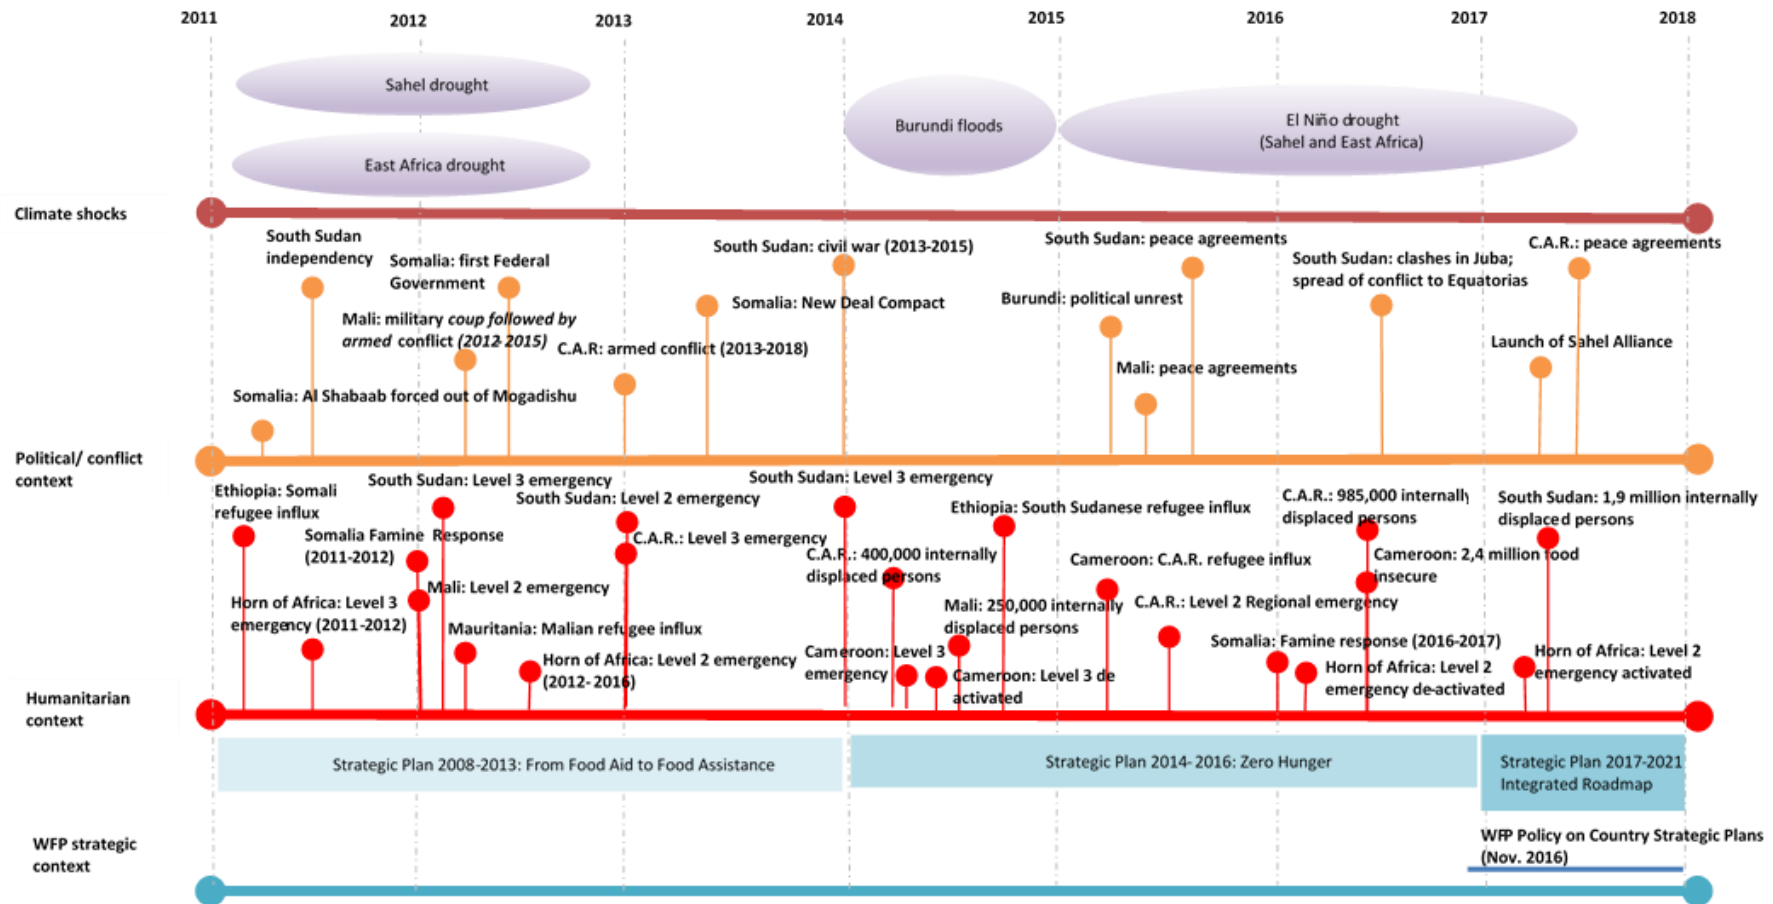 2011
2012
2013
2014
2015
2016
2017
2018
Sahel drought
East Africa drought
Burundi floods
El Niño drought
(Sahel and East Africa)
Climate shocks
South Sudan
independency
Somalia: first Federal
Government
Mali: military coup followed by
armed conflict (2012-2015)
Somalia: Al Shabaab forced out of Mogadishu
C.A.R: armed conflict (2013-2018)
South Sudan: civil war (2013-2015)
Somalia: New Deal Compact
South Sudan: peace agreements
Burundi: political unrest
Mali: peace agreements
South Sudan: clashes in Juba;
spread of conflict to Equatorias
C.A.R.: peace agreements
Launch of Sahel Alliance
Political/ conflict
context
Ethiopia: Somali
refugee influx
South Sudan: Level 3 emergency
South Sudan: Level 2 emergency
Somalia Famine Response
(2011-2012)
C.A.R.: Level 3 emergency
Mali: Level 2 emergency
Horn of Africa: Level 3
emergency (2011-2012)
Mauritania: Malian refugee influx
Horn of Africa: Level 2 emergency
(2012-2016)
South Sudan: Level 3 emergency
Ethiopia: South Sudanese refugee influx
C.A.R.: 400,000 internally
displaced persons
Mali: 250,000 internally
displaced persons
Cameroon: Level 3
emergency
Cameroon: Level 3 de
activated
Cameroon: C.A.R. refugee influx
C.A.R.: Level 2 Regional emergency
C.A.R.: 985,000 internally
displaced persons
Cameroon: 2,4 million food
insecure
Somalia: Famine response (2016-2017)
Horn of Africa: Level 2
emergency de-activated
South Sudan: 1,9 million internally
displaced persons
Horn of Africa: Level 2
emergency activated
Humanitarian
context
Strategic Plan 2008-2013: From Food Aid to Food Assistance
Strategic Plan 2014-2016: Zero Hunger
Strategic Plan 2017-2021
Integrated Roadmap
WFP Policy on Country Strategic Plans
(Nov. 2016)
WFP strategic
context